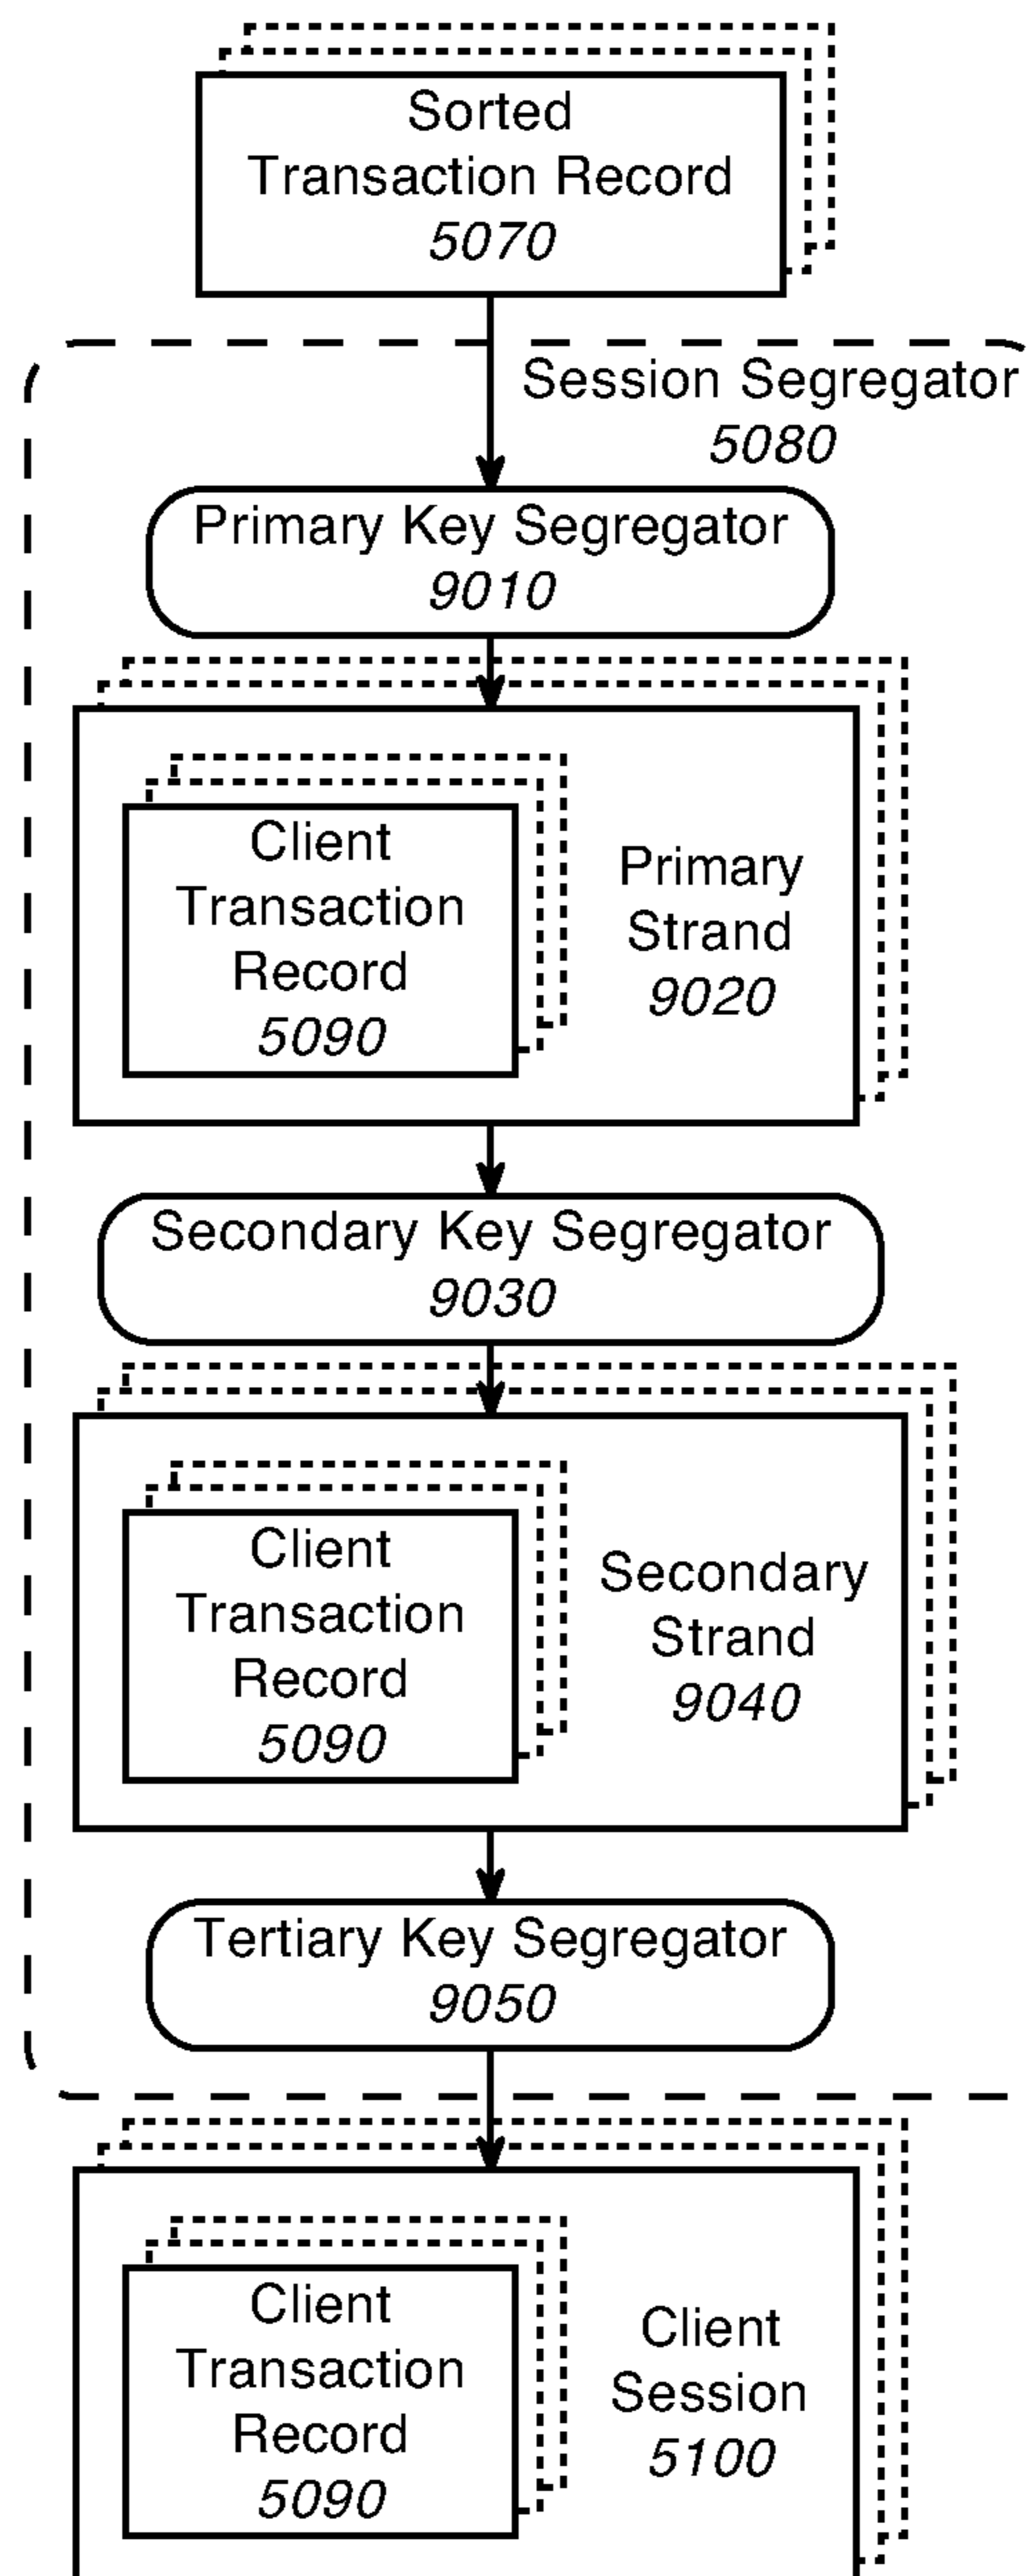 Sorted
Transaction Record
5070
Session Segregator
5080
Primary Key Segregator
9010
Client
Transaction
Record
5090
Primary
Strand
9020
Secondary Key Segregator
9030
Client
Transaction
Record
5090
Secondary
Strand
9040
Tertiary Key Segregator
9050
Client
Transaction
Record
5090
Client
Session
5100